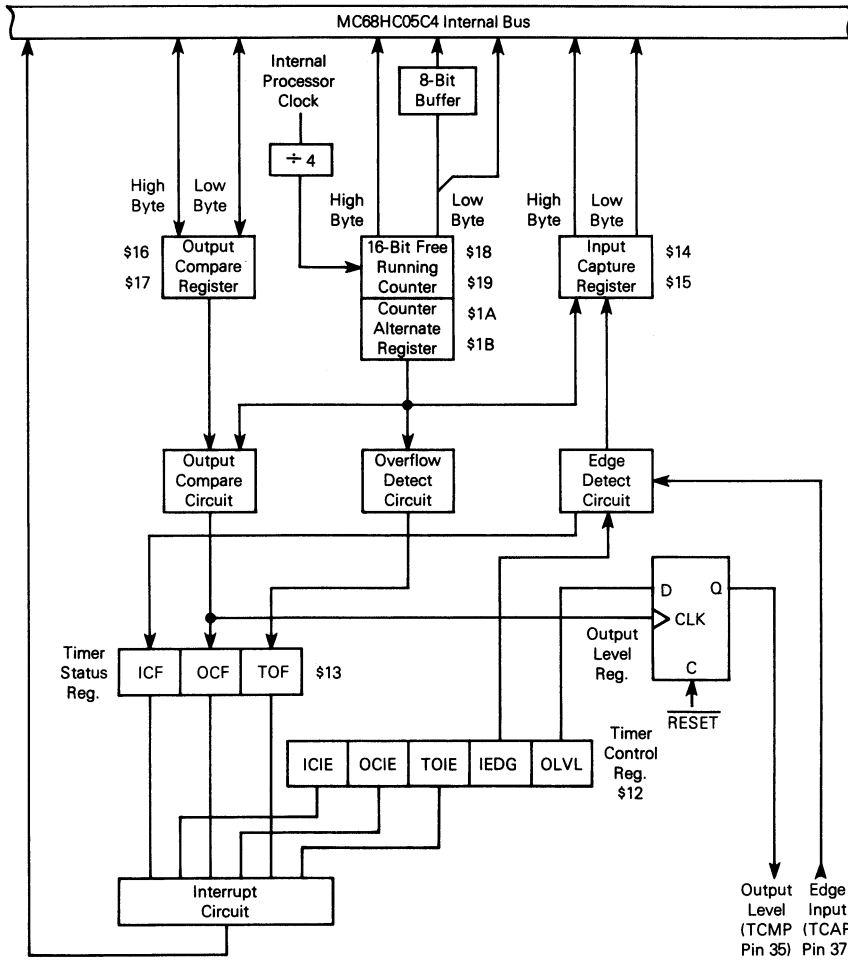 MC68HC05C4 Internal Bus
Internal
Processor
Clock
8-Bit
Buffer
÷ 4
High
Byte
Low
Byte
High
Byte
Low
Byte
High
Byte
Low
Byte
$16
$17
Output
Compare
Register
16-Bit Free
Running
Counter
$18
$19
Counter
Alternate
Register
$1A
$1B
Input
Capture
Register
$14
$15
Output
Compare
Circuit
Overflow
Detect
Circuit
Edge
Detect
Circuit
D Q
CLK
C
Output
Level
Reg.
RESET
Timer
Status
Reg.
ICF OCF TOF $13
ICIE OCIE TOIE IEDG OLVL
Timer
Control
Reg.
$12
Interrupt
Circuit
Output
Level
(TCMP
Pin 35)
Edge
Input
(TCAP
Pin 37